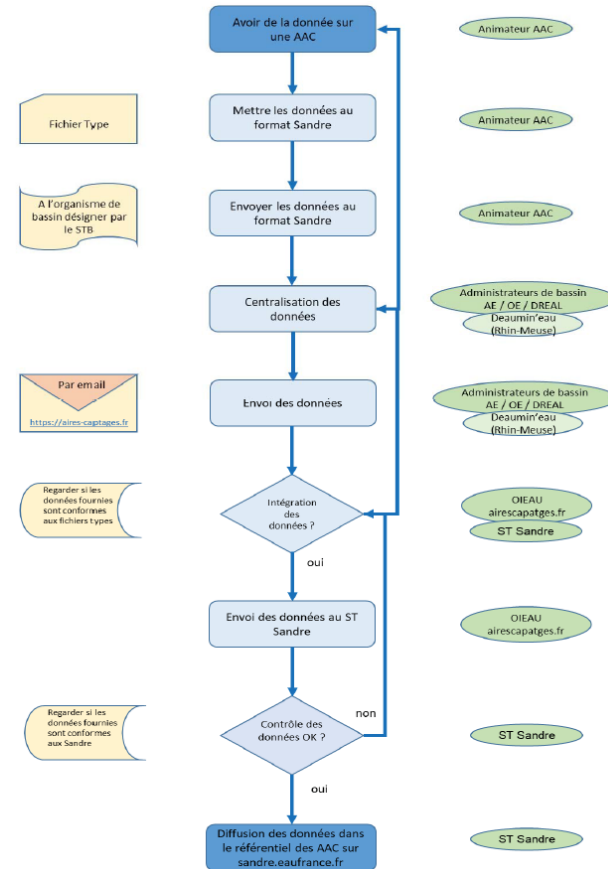 Avoir de la donnée sur
une AAC
Animateur AAC
Fichier Type
Mettre les données au
format Sandre
Animateur AAC
A l'organisme de
bassin désigner par
le STB
Envoyer les données au
format Sandre
Animateur AAC
Centralisation des
données
Administrateurs de bassin
AE / OE / DREAL
Deaumin'eau
(Rhin-Meuse)
Par email
https://aires-captages.fr
Envoi des données
Administrateurs de bassin
AE / OE / DREAL
Deaumin'eau
(Rhin-Meuse)
Regarder si les
données fournies
sont conformes
aux fichiers types
Intégration
des
données ?
OIEAU
airescapatges.fr
ST Sandre
oui
Envoi des données au ST
Sandre
OIEAU
airescapatges.fr
Regarder si les
données fournies
sont conformes
aux Sandre
Contrôle des
données OK ?
non
ST Sandre
oui
Diffusion des données dans
le référentiel des AAC sur
sandre.eaufrance.fr
ST Sandre